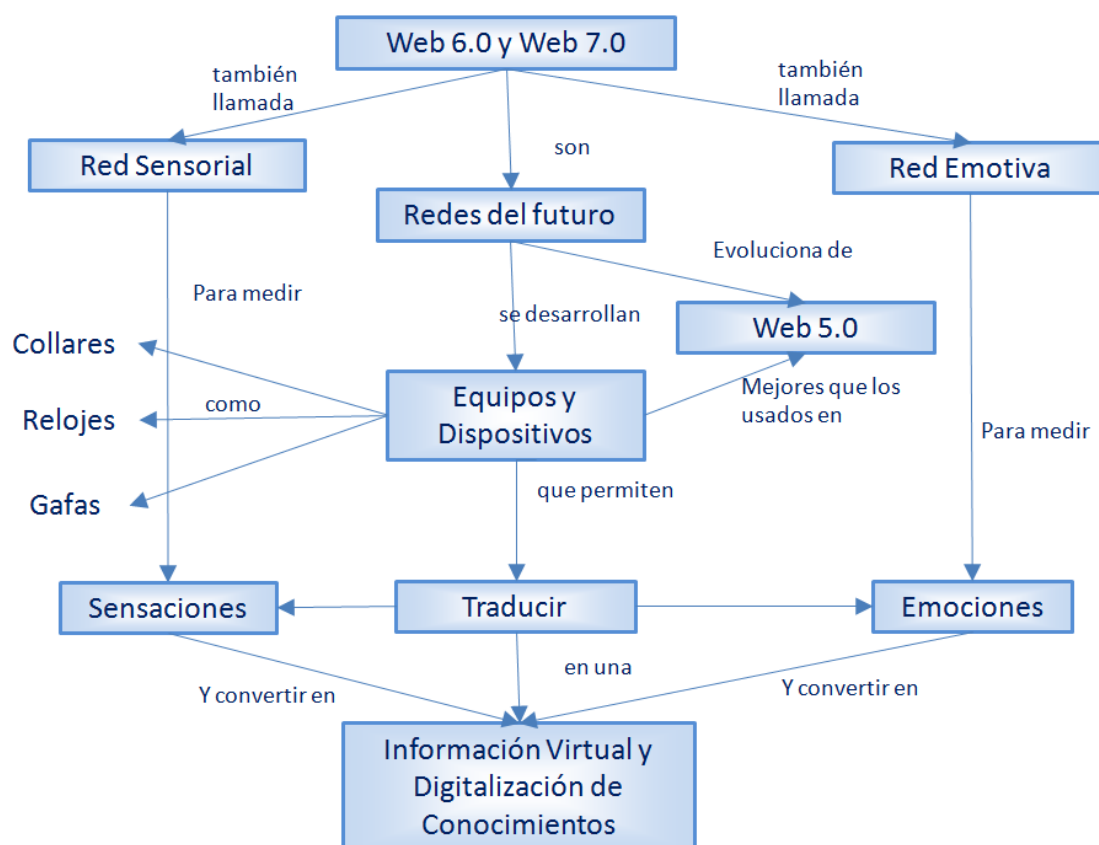 Web 6.0 y Web 7.0
también
llamada
también
llamada
son
Red Sensorial
Red Emotiva
Redes del futuro
Evoluciona de
Para medir
se desarrollan
Web 5.0
Collares
Equipos y
Dispositivos
Mejores que los
usados en
como
Relojes
Para medir
Gafas
que permiten
Sensaciones
Traducir
Emociones
Y convertir en
en una
Y convertir en
Información Virtual y
Digitalización de
Conocimientos